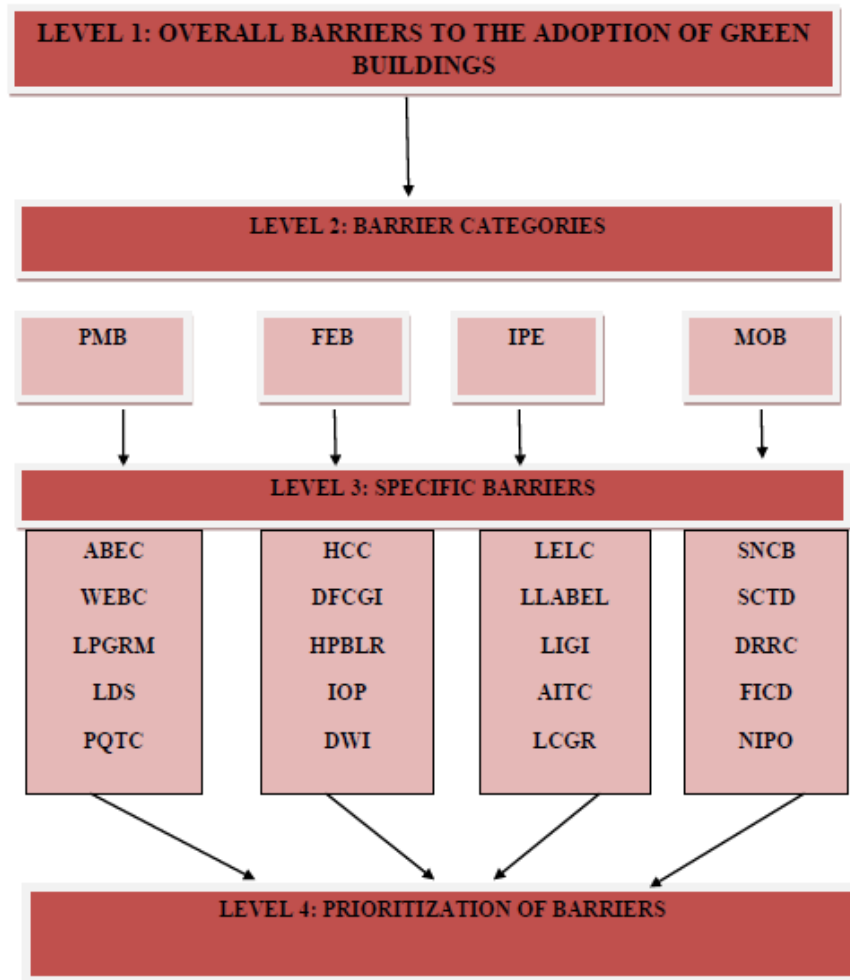 LEVEL 1: OVERALL BARRIERS TO THE ADOPTION OF GREEN
BUILDINGS
LEVEL 2: BARRIER CATEGORIES
PMB
FEB
IPE
MOB
LEVEL 3: SPECIFIC BARRIERS
ABEC
WEBC
LPGRM
LDS
PQTC
HCC
DFCGI
HPBLR
IOP
DWI
LELC
LLABEL
LIGI
AITC
LCGR
SNCB
SCTD
DRRC
FICD
NIPO
LEVEL 4: PRIORITIZATION OF BARRIERS